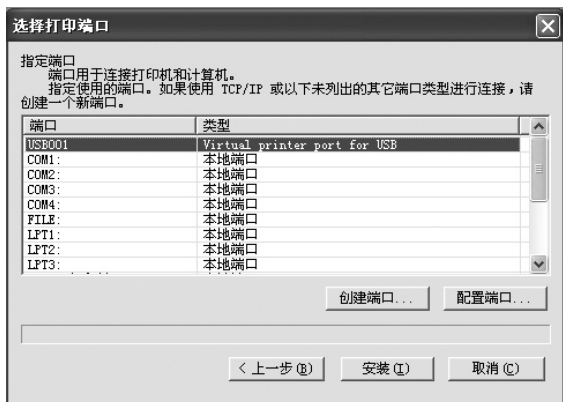 选择打印端口
指定端口
端口用于连接打印机和计算机。
指定使用的端口。如果使用 TCP/IP 或以下未列出的其它端口类型进行连接，请
创建一个新端口。
端口 类型
USB001 Virtual printer port for USB
COM1: 本地端口
COM2: 本地端口
COM3: 本地端口
COM4: 本地端口
FILE: 本地端口
LPT1: 本地端口
LPT2: 本地端口
LPT3: 本地端口
创建端口... 配置端口...
< 上一步(B) 安装(I) 取消(C)